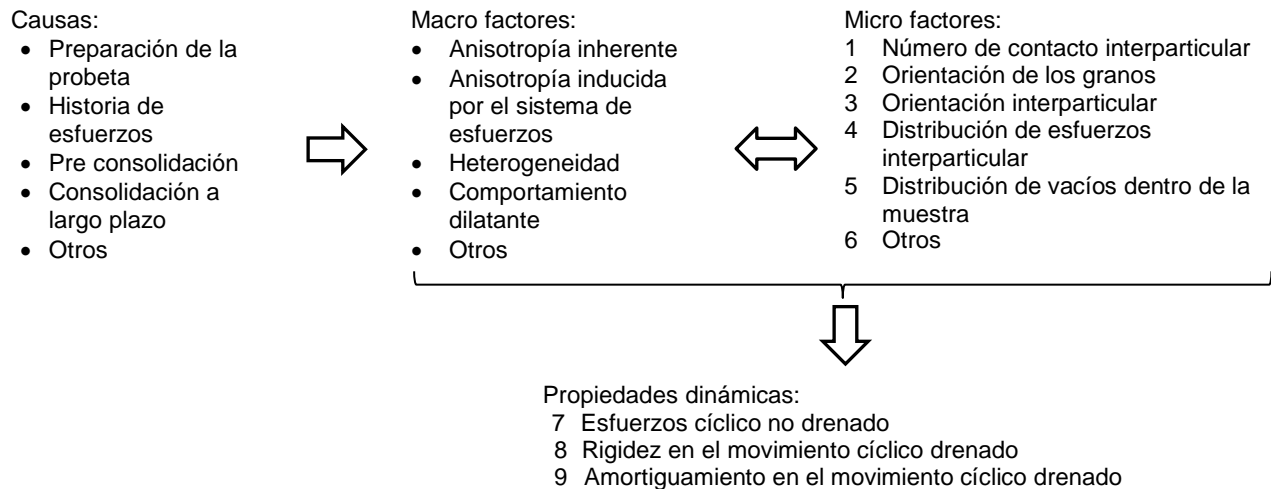 Causas:
• Preparación de la
probeta
• Historia de
esfuerzos
• Pre consolidación
• Consolidación a
largo plazo
• Otros
Macro factores:
• Anisotropía inherente
• Anisotropía inducida
por el sistema de
esfuerzos
• Heterogeneidad
• Comportamiento
dilatante
• Otros
Micro factores:
1 Número de contacto interparticular
2 Orientación de los granos
3 Orientación interparticular
4 Distribución de esfuerzos
interparticular
5 Distribución de vacíos dentro de la
muestra
6 Otros
Propiedades dinámicas:
7 Esfuerzos cíclico no drenado
8 Rigidez en el movimiento cíclico drenado
9 Amortiguamiento en el movimiento cíclico drenado